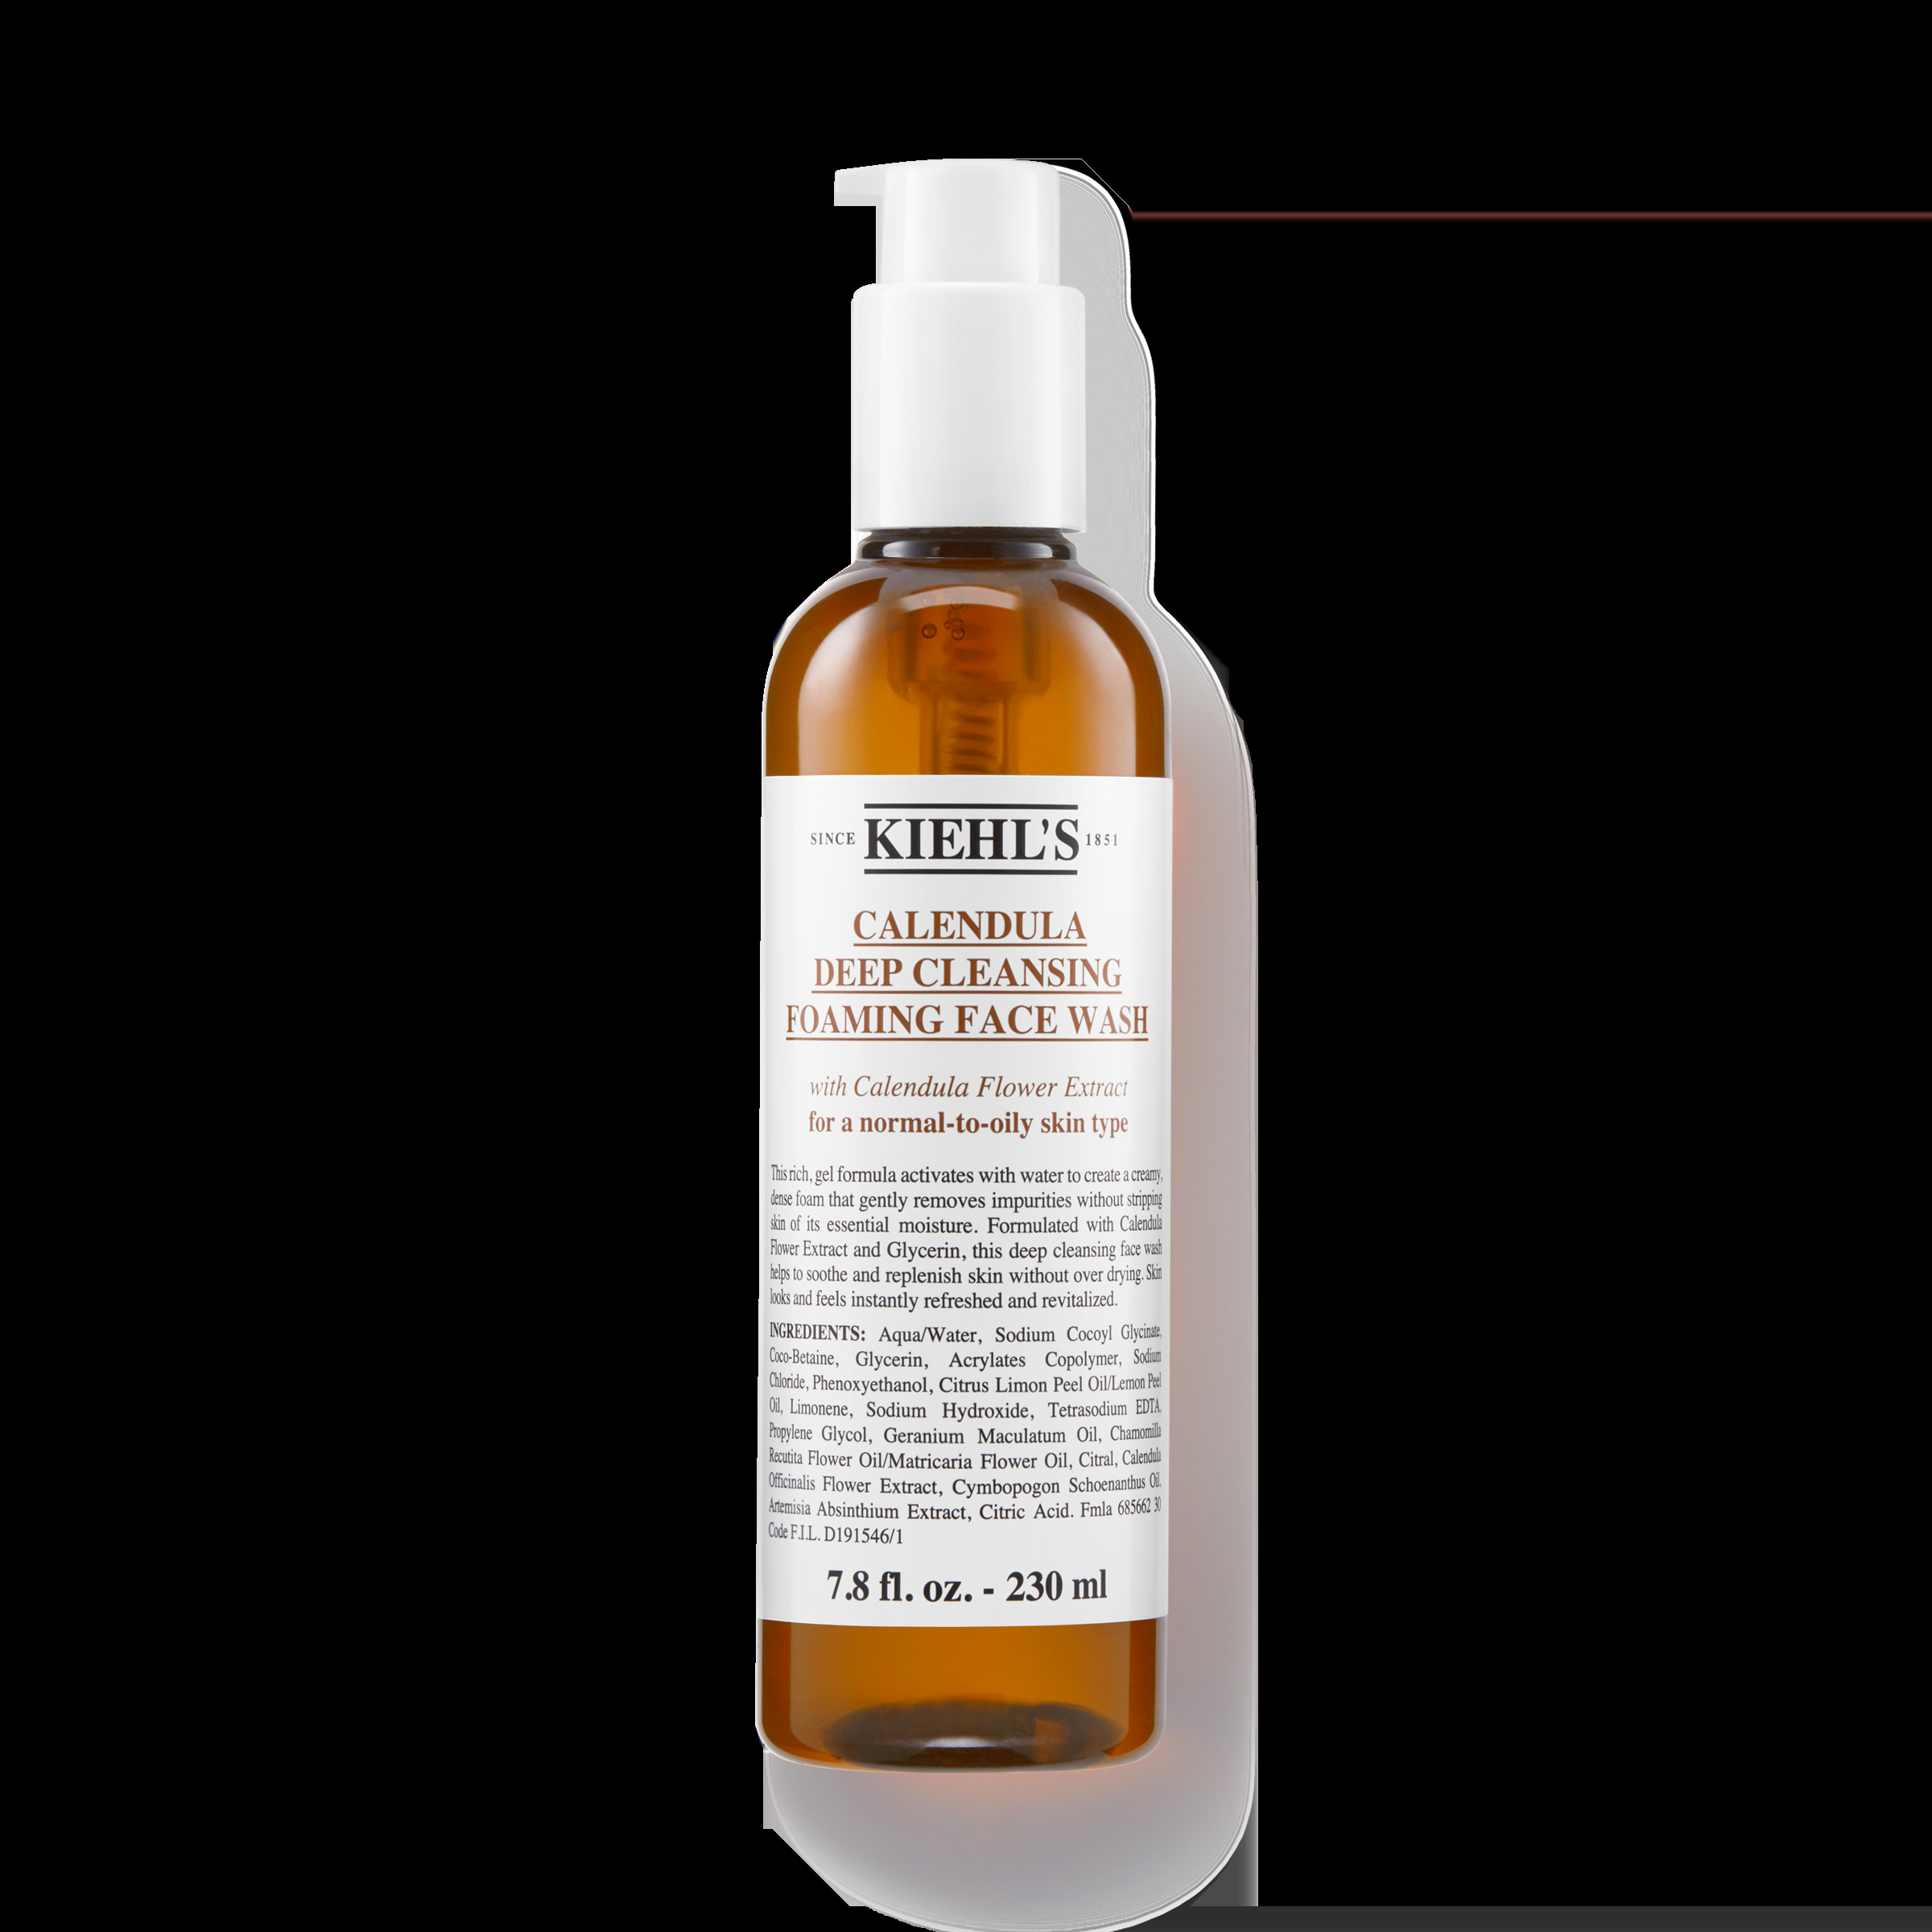 SINCE KIEHL'S 1851
CALENDULA
DEEP CLEANSING
FOAMING FACE WASH
with Calendula Flower Extract
for a normal-to-oily skin type
This rich, gel formula activates with water to create a creamy,
dense foam that gently removes impurities without stripping
skin of its essential moisture. Formulated with Calendula
Flower Extract and Glycerin, this deep cleansing face wash
helps to soothe and replenish skin without over drying. Skin
looks and feels instantly refreshed and revitalized.
INGREDIENTS: Aqua/Water, Sodium Cocoyl Glycinate,
Coco-Betaine, Glycerin, Acrylates Copolymer, Sodium
Chloride, Phenoxyethanol, Citrus Limon Peel Oil/Lemon Peel
Oil, Limonene, Sodium Hydroxide, Tetrasodium EDTA,
Propylene Glycol, Geranium Maculatum Oil, Chamomilla
Recutita Flower Oil/Matricaria Flower Oil, Citral, Calendula
Officinalis Flower Extract, Cymbopogon Schoenanthus Oil,
Artemisia Absinthium Extract, Citric Acid. Fmla 685662 30
Code F.I.L. D191546/1
7.8 fl. oz. - 230 ml